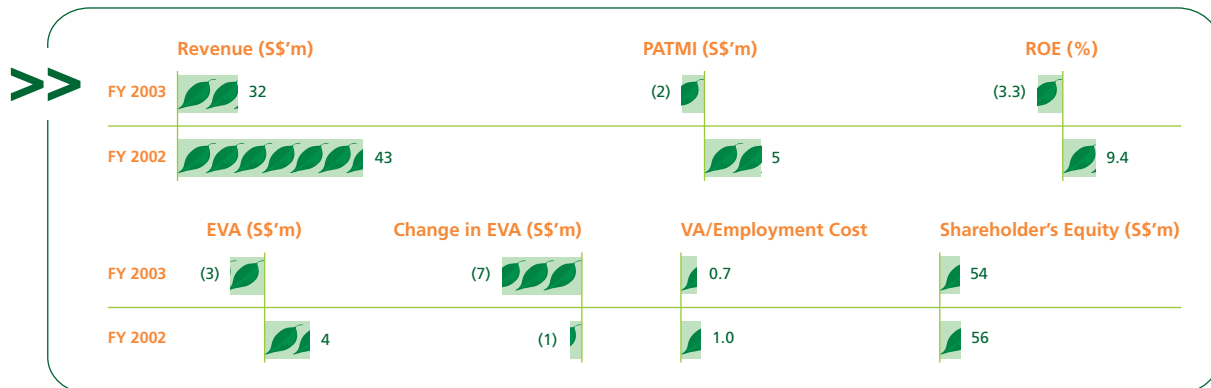 Revenue (S$’m) PATMI (S$’m) ROE (%)
>>
FY 2003 32 (2) (3.3)
FY 2002 43 5 9.4
EVA (S$’m) Change in EVA (S$’m) VA/Employment Cost Shareholder’s Equity (S$’m)
FY 2003 (3) (7) 0.7 54
FY 2002 4 (1) 1.0 56